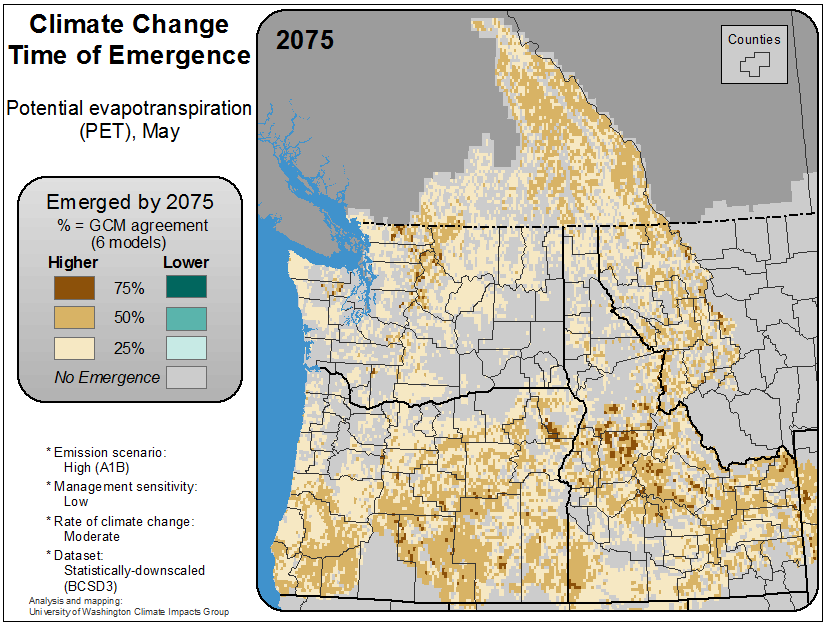 Climate Change
Time of Emergence
Potential evapotranspiration
(PET), May
Emerged by 2075
% = GCM agreement
(6 models)
Higher Lower
75%
50%
25%
No Emergence
* Emission scenario:
High (A1B)
* Management sensitivity:
Low
* Rate of climate change:
Moderate
* Dataset:
Statistically-downscaled
(BCSD3)
Analysis and mapping:
University of Washington Climate Impacts Group
2075
Counties